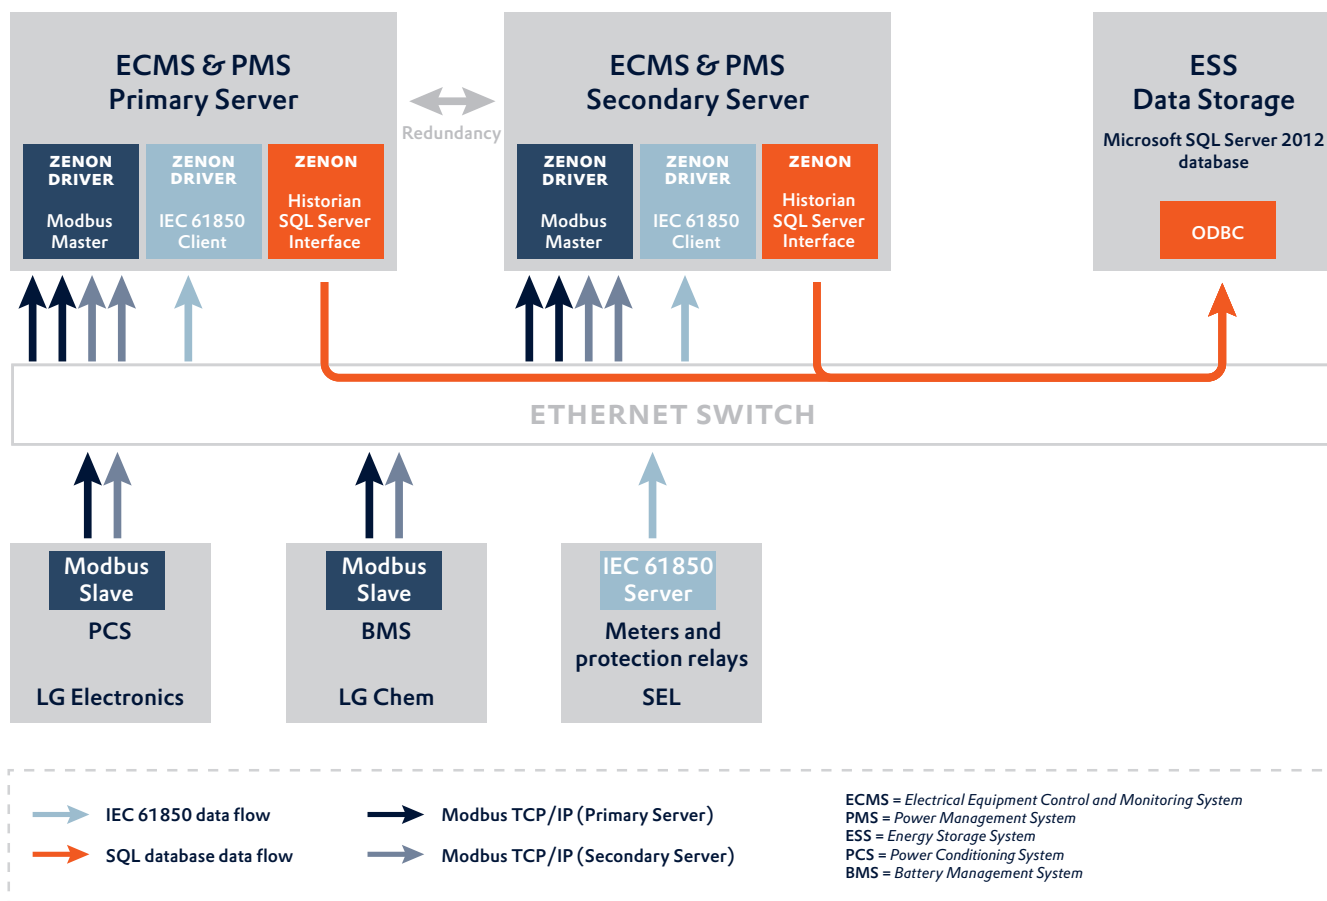 ECMS & PMS
Primary Server
Redundancy
ECMS & PMS
Secondary Server
ESS
Data Storage
Microsoft SQL Server 2012
database
ZENON
DRIVER
Modbus
Master
ZENON
DRIVER
IEC 61850
Client
ZENON
Historian
SQL Server
Interface
ZENON
DRIVER
Modbus
Master
ZENON
DRIVER
IEC 61850
Client
ZENON
Historian
SQL Server
Interface
ODBC
ETHERNET SWITCH
Modbus
Slave
PCS
LG Electronics
Modbus
Slave
BMS
LG Chem
IEC 61850
Server
Meters and
protection relays
SEL
IEC 61850 data flow
SQL database data flow
Modbus TCP/IP (Primary Server)
Modbus TCP/IP (Secondary Server)
ECMS = Electrical Equipment Control and Monitoring System
PMS = Power Management System
ESS = Energy Storage System
PCS = Power Conditioning System
BMS = Battery Management System